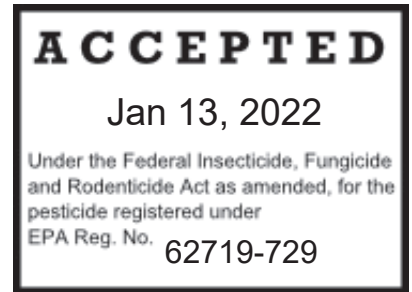 ACCEPTED
Jan 13, 2022
Under the Federal Insecticide, Fungicide
and Rodenticide Act as amended, for the
pesticide registered under
EPA Reg. No. 62719-729